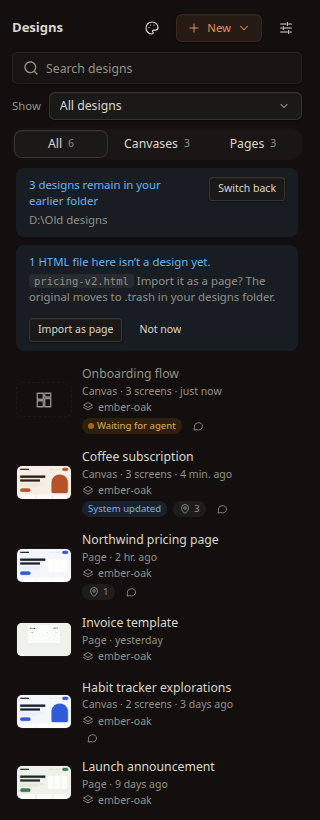 Designs
New
Search designs
Show
All designs
All 6
Canvases 3
Pages 3
3 designs remain in your
earlier folder
D:\Old designs
Switch back
1 HTML file here isn't a design yet.
pricing-v2.html Import it as a page? The
original moves to .trash in your designs folder.
Import as page
Not now
Onboarding flow
Canvas · 3 screens · just now
ember-oak
Waiting for agent
Coffee subscription
Canvas · 3 screens · 4 min. ago
ember-oak
System updated
3
Northwind pricing page
Page · 2 hr. ago
ember-oak
1
Invoice template
Page · yesterday
ember-oak
Habit tracker explorations
Canvas · 2 screens · 3 days ago
ember-oak
Launch announcement
Page · 9 days ago
ember-oak